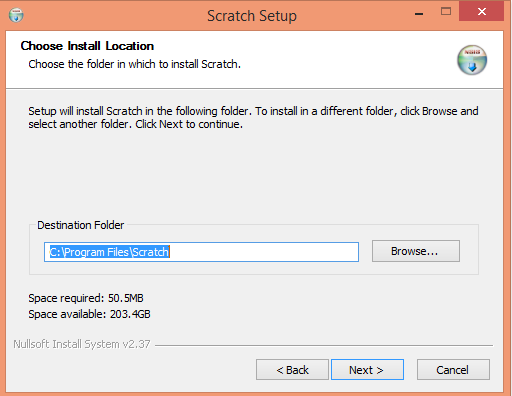 Scratch Setup
Choose Install Location
Choose the folder in which to install Scratch.
Setup will install Scratch in the following folder. To install in a different folder, click Browse and
select another folder. Click Next to continue.
Destination Folder
C:\Program Files\Scratch
Browse...
Space required: 50.5MB
Space available: 203.4GB
Nullsoft Install System v2.37
< Back
Next >
Cancel